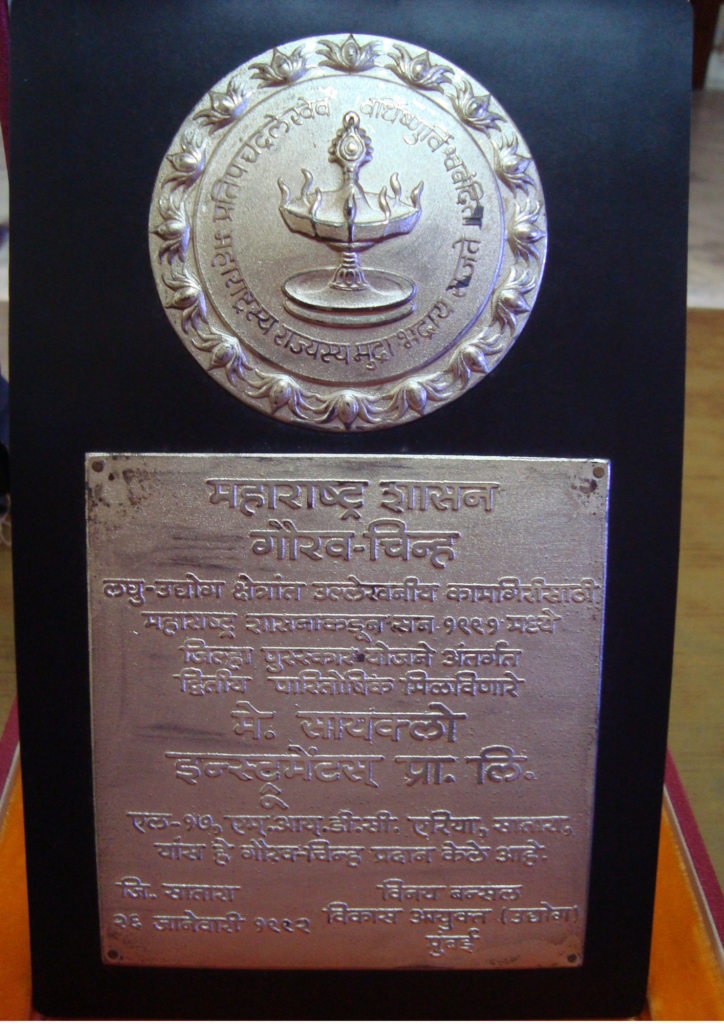 प्रतिपच्चंद्रलेखेव वर्धिष्णुर्विश्ववंदिता ॥
महाराष्ट्रस्य राज्यस्य मुद्रा भद्राय राजते
महाराष्ट्र शासन
गौरव-चिन्ह
लघु-उद्योग क्षेत्रांत उल्लेखनीय कामगिरीसाठी
महाराष्ट्र शासनाकडून सन १९९१ मध्ये
जिल्हा पुरस्कार योजने अंतर्गत
द्वितीय पारितोषिक मिळविणारे
मे. सायक्लो
इन्स्ट्रूमेंटस् प्रा. लि.
एल-१७, एम्.आय्.डी.सी. एरिया, सातारा,
यांस हे गौरव-चिन्ह प्रदान केले आहे.
जि. सातारा
२६ जानेवारी १९९२
विनय बन्सल
विकास आयुक्त (उद्योग)
मुंबई